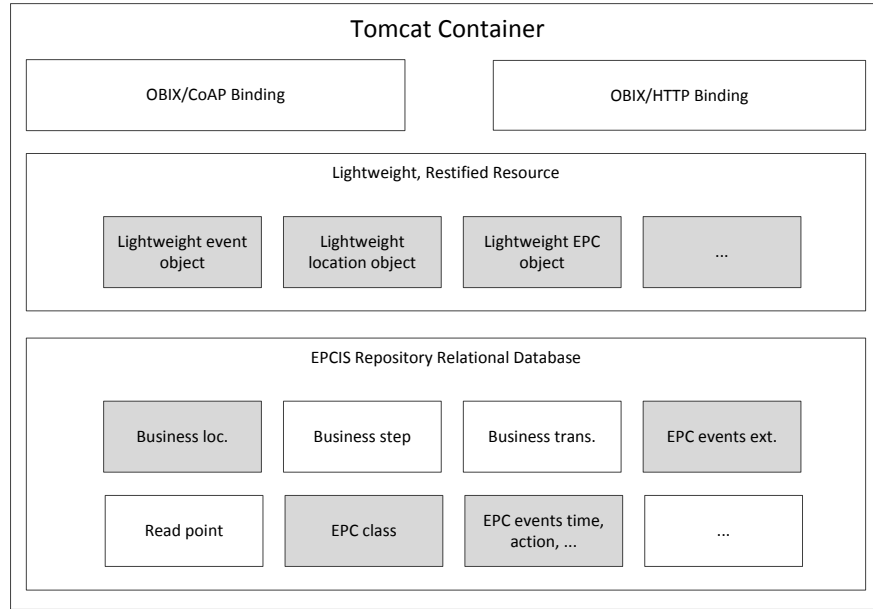 Tomcat Container
OBIX/CoAP Binding
OBIX/HTTP Binding
Lightweight, Restified Resource
Lightweight event
object
Lightweight
location object
Lightweight EPC
object
...
EPCIS Repository Relational Database
Business loc.
Business step
Business trans.
EPC events ext.
Read point
EPC class
EPC events time,
action, ...
...